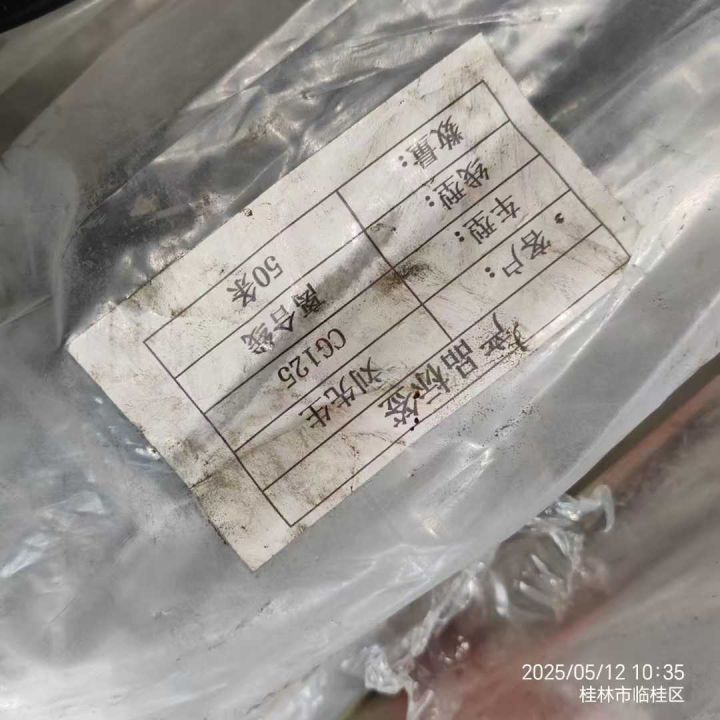 产品标签
客户： 刘先生
车型： CG125
线型： 离合线
数量： 50条
2025/05/12 10:35
桂林市临桂区